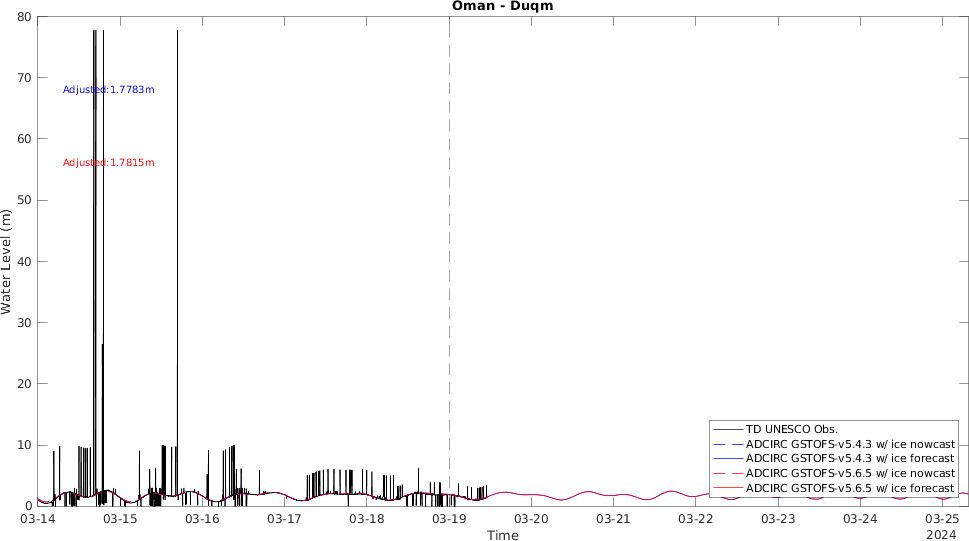 Oman - Duqm
80
70
60
50
40
30
20
10
0
Water Level (m)
Adjusted:1.7783m
Adjusted:1.7815m
TD UNESCO Obs.
ADCIRC GSTOFS-v5.4.3 w/ ice nowcast
ADCIRC GSTOFS-v5.4.3 w/ ice forecast
ADCIRC GSTOFS-v5.6.5 w/ ice nowcast
ADCIRC GSTOFS-v5.6.5 w/ ice forecast
03-14 03-15 03-16 03-17 03-18 03-19 03-20 03-21 03-22 03-23 03-24 03-25
2024
Time